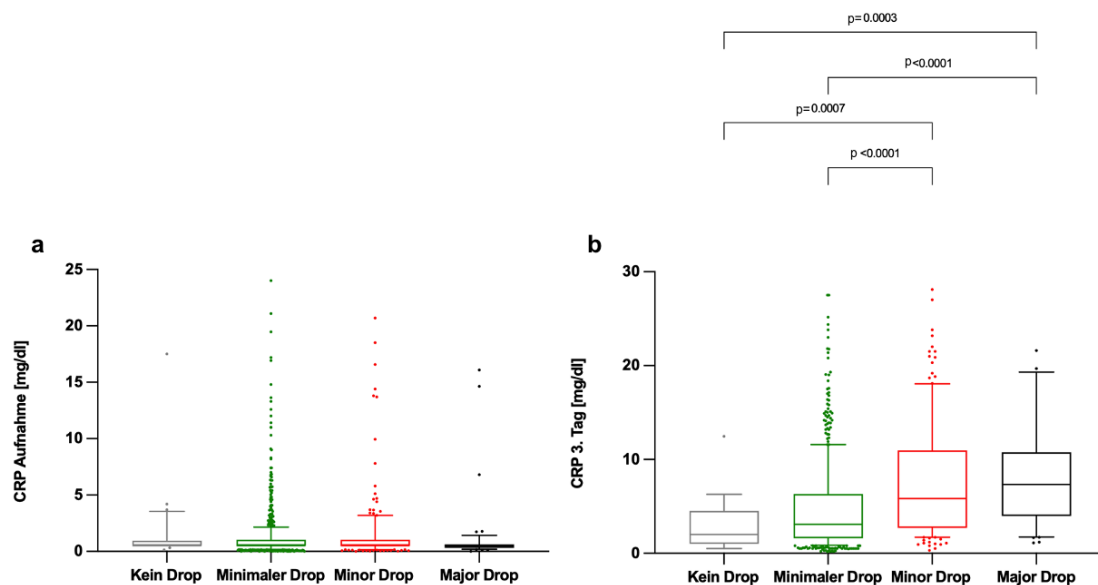 p=0.0003
p<0.0001
p=0.0007
p <0.0001
a
CRP Aufnahme [mg/dl]
25
20
15
10
5
0
Kein Drop Minimaler Drop Minor Drop Major Drop
b
CRP 3. Tag [mg/dl]
30
20
10
0
Kein Drop Minimaler Drop Minor Drop Major Drop